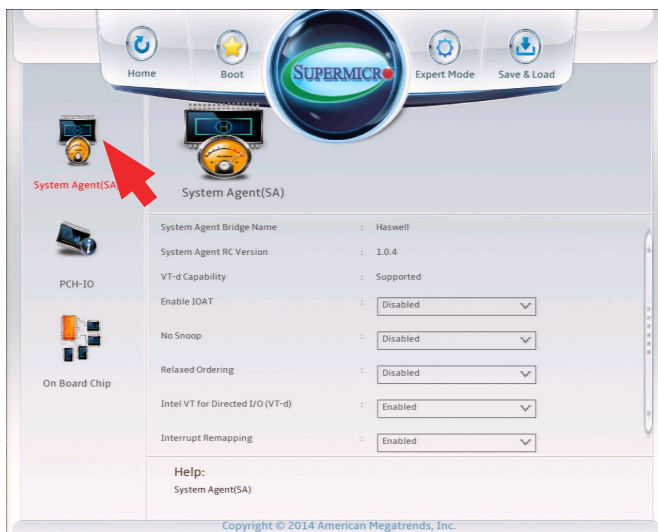 Home
Boot
SUPERMICR
Expert Mode
Save & Load
System Agent(SA)
PCH-IO
On Board Chip
System Agent(SA)
System Agent Bridge Name : Haswell
System Agent RC Version : 1.0.4
VT-d Capability : Supported
Enable IOAT : Disabled
No Snoop : Disabled
Relaxed Ordering : Disabled
Intel VT for Directed I/O (VT-d) : Enabled
Interrupt Remapping : Enabled
Help:
System Agent(SA)
Copyright © 2014 American Megatrends, Inc.